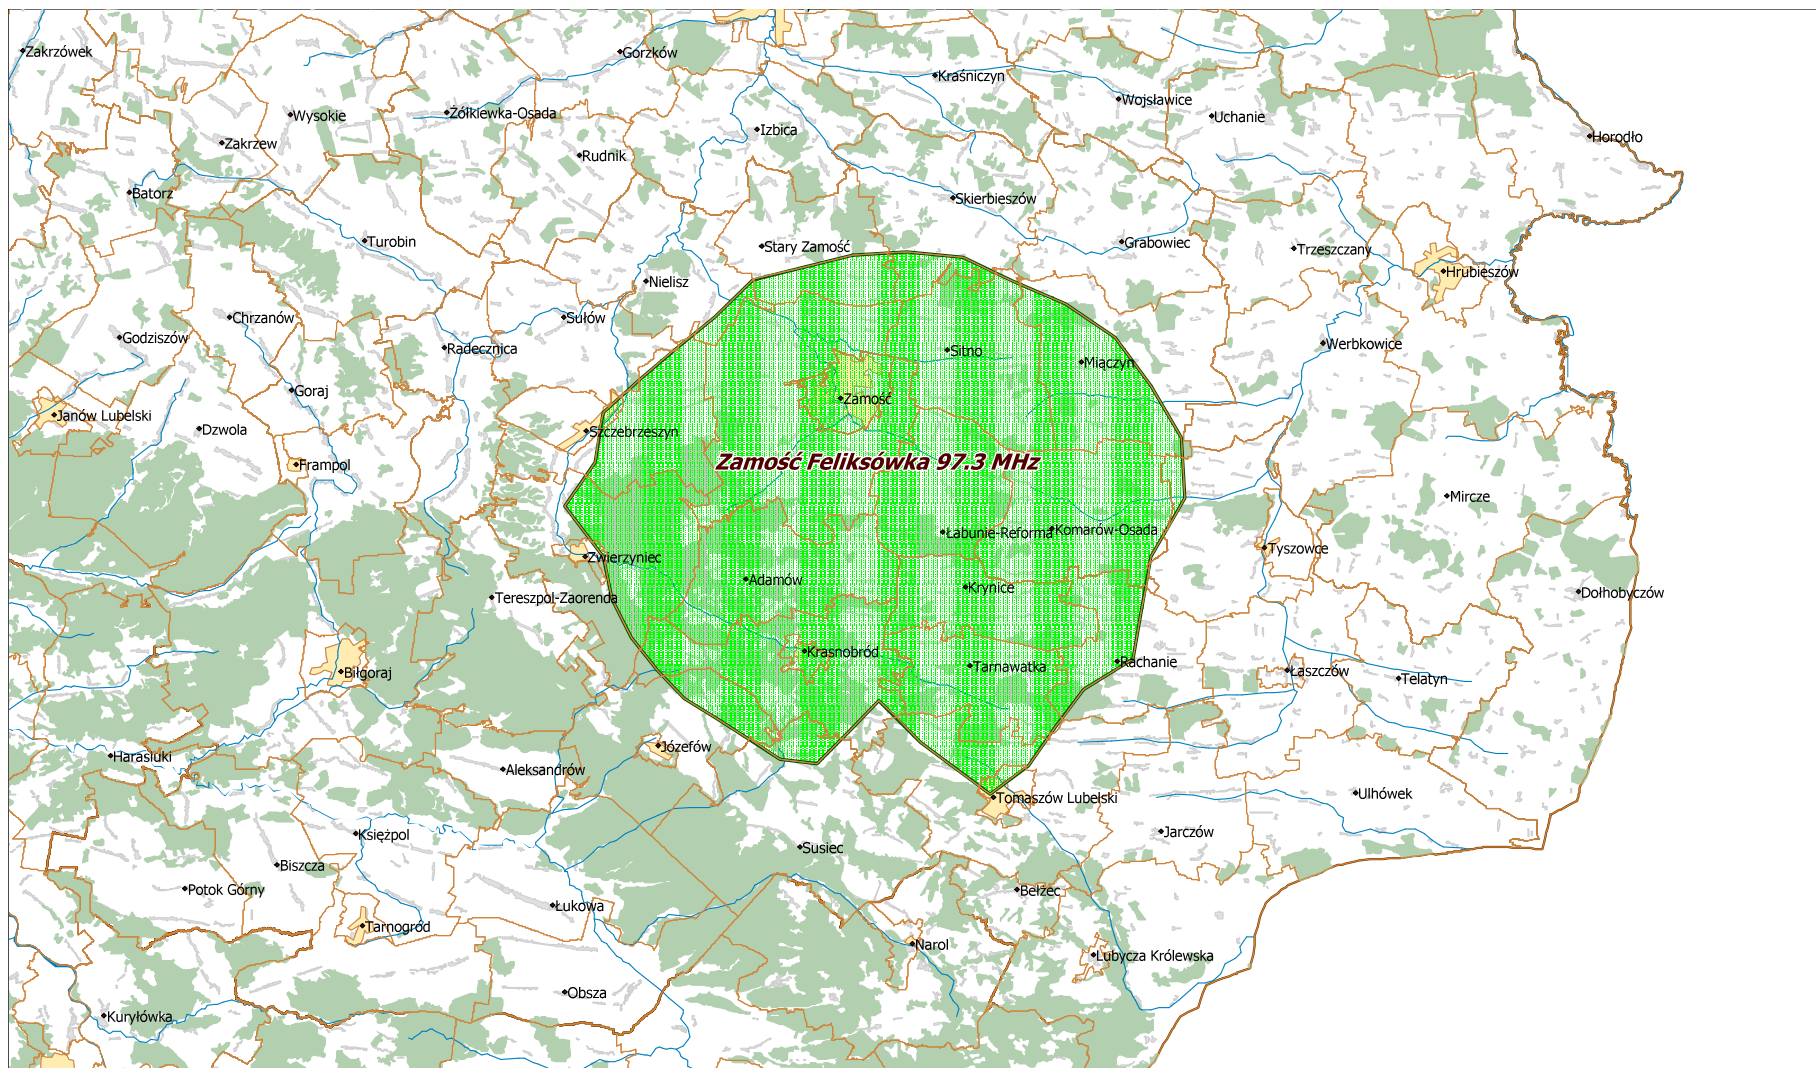 Zakrzówek
Gorzków
Kraśniczyn
Wojsławice
Uchanie
Wysokie
Żółkiewka-Osada
Izbica
Horodło
Zakrzew
Rudnik
Batorz
Skierbieszów
Turobin
Stary Zamość
Grabowiec
Trzeszczany
Hrubieszów
Nielisz
Chrzanów
Sułów
Godziszów
Radecznica
Sitno
Miączyn
Werbkowice
Goraj
Zamość
Janów Lubelski
Dzwola
Szczebrzeszyn
Frampol
Zamość Feliksówka 97.3 MHz
Mircze
Łabunie-Reforma
Komarów-Osada
Tyszowce
Zwierzyniec
Adamów
Krynice
Dołhobyczów
Tereszpol-Zaorenda
Krasnobród
Tarnawatka
Rachanie
Biłgoraj
Łaszczów
Telatyn
Józefów
Harasiuki
Aleksandrów
Tomaszów Lubelski
Ulhówek
Księżpol
Jarczów
Susiec
Biszcza
Potok Górny
Bełżec
Łukowa
Tarnogród
Narol
Lubycza Królewska
Obsza
Kuryłówka